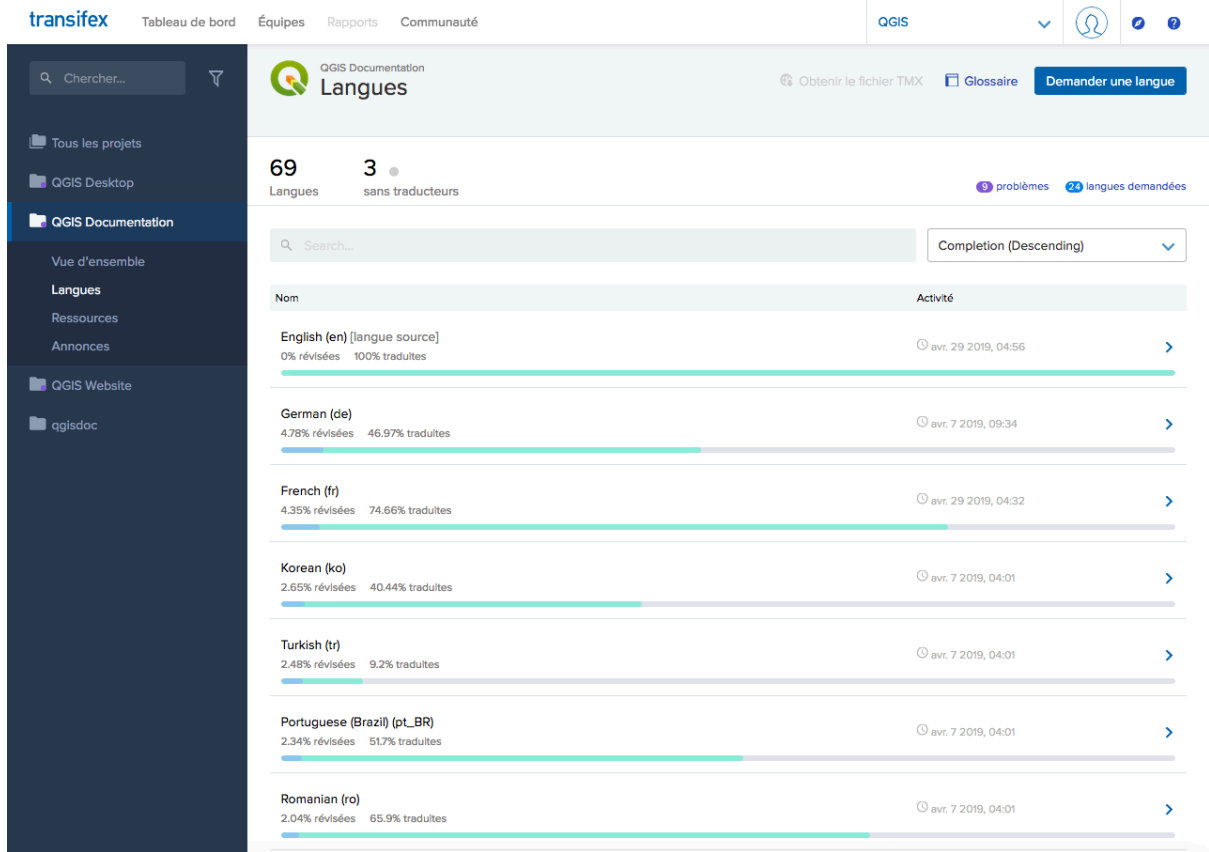 transifex Tableau de bord Équipes Rapports Communauté QGIS
Chercher...
Tous les projets
QGIS Desktop
QGIS Documentation
Vue d'ensemble
Langues
Ressources
Annonces
QGIS Website
qgisdoc
QGIS Documentation
Langues
Obtenir le fichier TMX Glossaire Demander une langue
69 3
Langues sans traducteurs
9 problèmes 24 langues demandées
Search... Completion (Descending)
Nom Activité
English (en) [langue source]
0% révisées 100% traduites
avr. 29 2019, 04:56
German (de)
4.78% révisées 46.97% traduites
avr. 7 2019, 09:34
French (fr)
4.35% révisées 74.66% traduites
avr. 29 2019, 04:32
Korean (ko)
2.65% révisées 40.44% traduites
avr. 7 2019, 04:01
Turkish (tr)
2.48% révisées 9.2% traduites
avr. 7 2019, 04:01
Portuguese (Brazil) (pt_BR)
2.34% révisées 51.7% traduites
avr. 7 2019, 04:01
Romanian (ro)
2.04% révisées 65.9% traduites
avr. 7 2019, 04:01